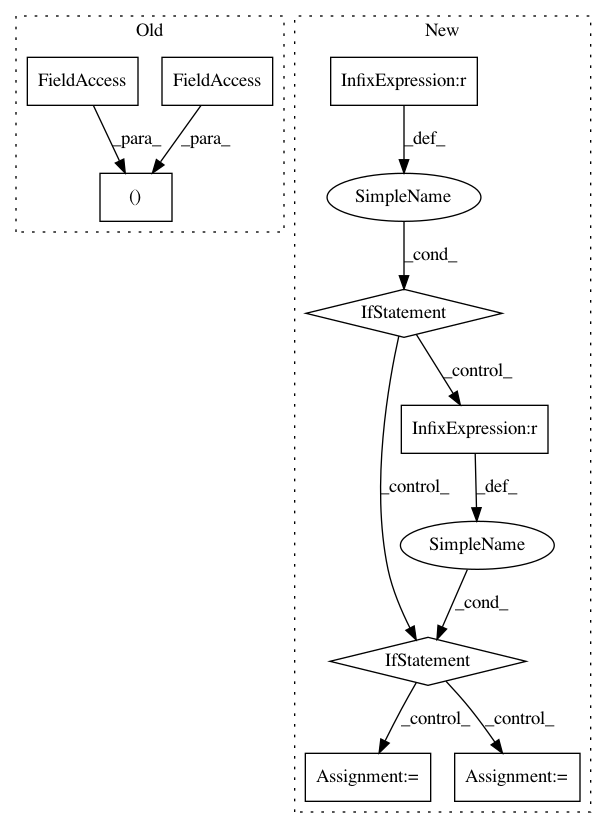 Old
New
FieldAccess
FieldAccess
InfixExpression:r
_para_
_para_
_def_
()
SimpleName
_cond_
IfStatement
_control_
InfixExpression:r
_control_
_def_
SimpleName
_cond_
IfStatement
_control_
_control_
Assignment:=
Assignment:=